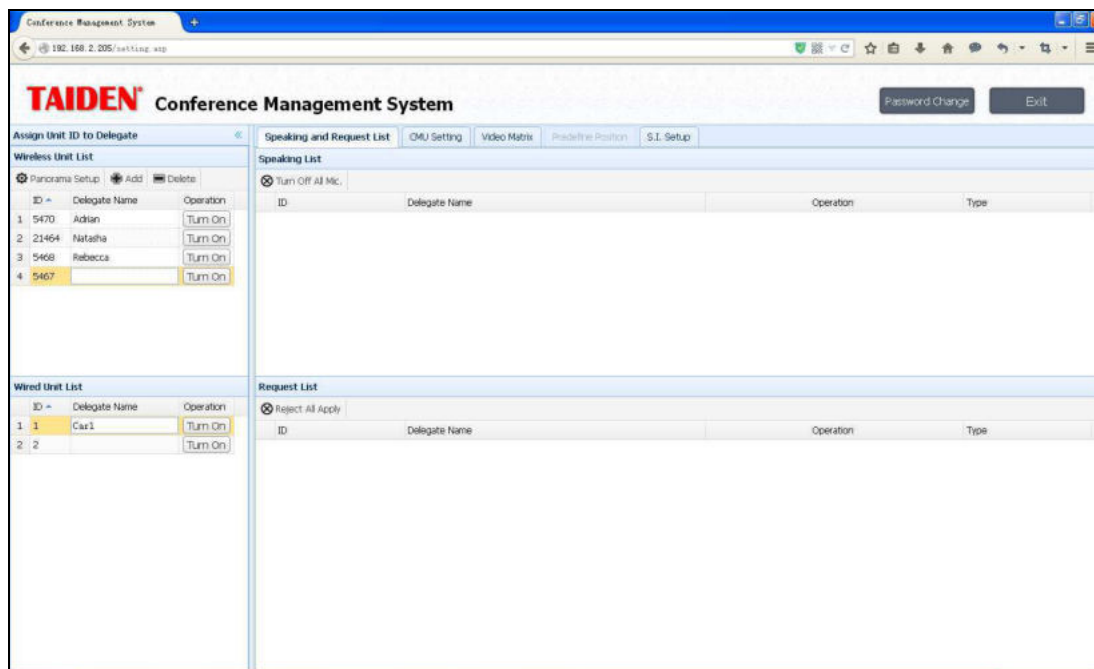 Conference Management System
192.168.2.205/setting.asp
TAIDEN® Conference Management System
Password Change
Exit
Assign Unit ID to Delegate
Speaking and Request List
CMU Setting
Video Matrix
Predefine Position
S.I. Setup
Wireless Unit List
Speaking List
Panorama Setup Add Delete
Turn Off All Mic.
ID Delegate Name Operation
ID Delegate Name Operation Type
1 5470 Adrian Turn On
2 21464 Natasha Turn On
3 5468 Rebecca Turn On
4 5467 Turn On
Wired Unit List
Request List
ID Delegate Name Operation
Reject All Apply
1 1 Carl Turn On
ID Delegate Name Operation Type
2 2 Turn On